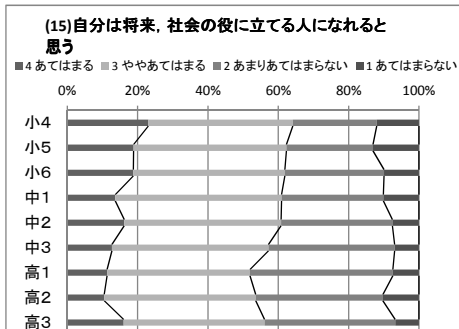 (15)自分は将来，社会の役に立てる人になれると
思う
■4 あてはまる ■3 ややあてはまる ■2 あまりあてはまらない ■1 あてはまらない
0% 20% 40% 60% 80% 100%
小4
小5
小6
中1
中2
中3
高1
高2
高3